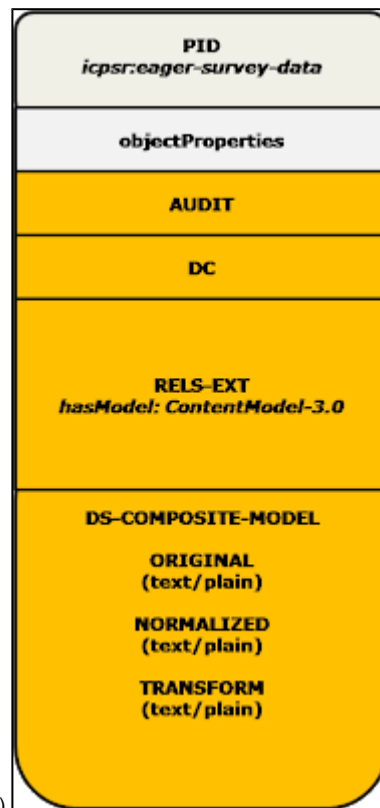 PID
icpsr:eager-survey-data
objectProperties
AUDIT
DC
RELS-EXT
hasModel: ContentModel-3.0
DS-COMPOSITE-MODEL
ORIGINAL
(text/plain)
NORMALIZED
(text/plain)
TRANSFORM
(text/plain)
)